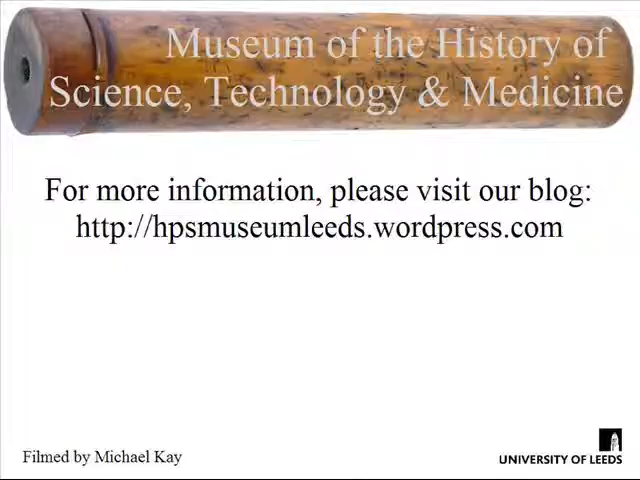 Museum of the History of
Science, Technology & Medicine
For more information, please visit our blog:
http://hpsmuseumleeds.wordpress.com
Filmed by Michael Kay
UNIVERSITY OF LEEDS